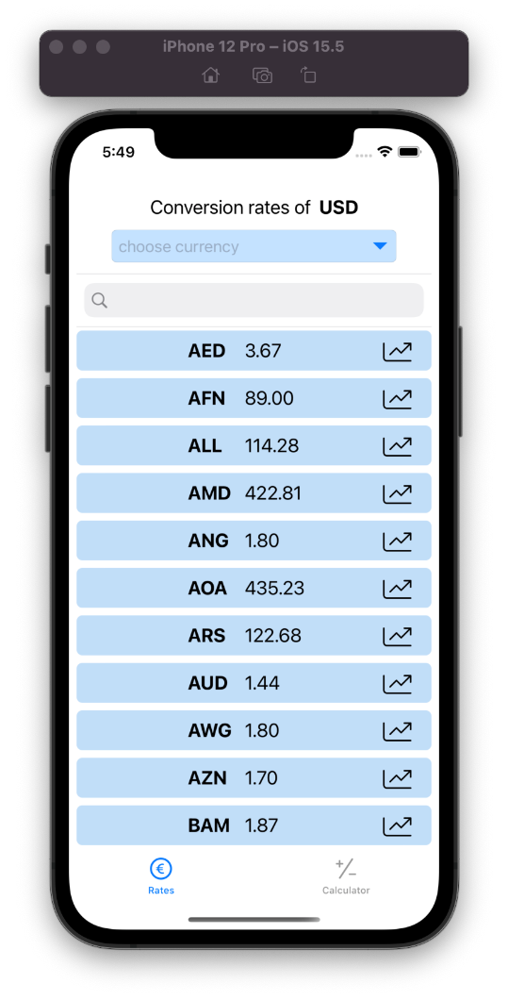 iPhone 12 Pro – iOS 15.5
5:49
Conversion rates of USD
choose currency
AED 3.67
AFN 89.00
ALL 114.28
AMD 422.81
ANG 1.80
AOA 435.23
ARS 122.68
AUD 1.44
AWG 1.80
AZN 1.70
BAM 1.87
Rates Calculator